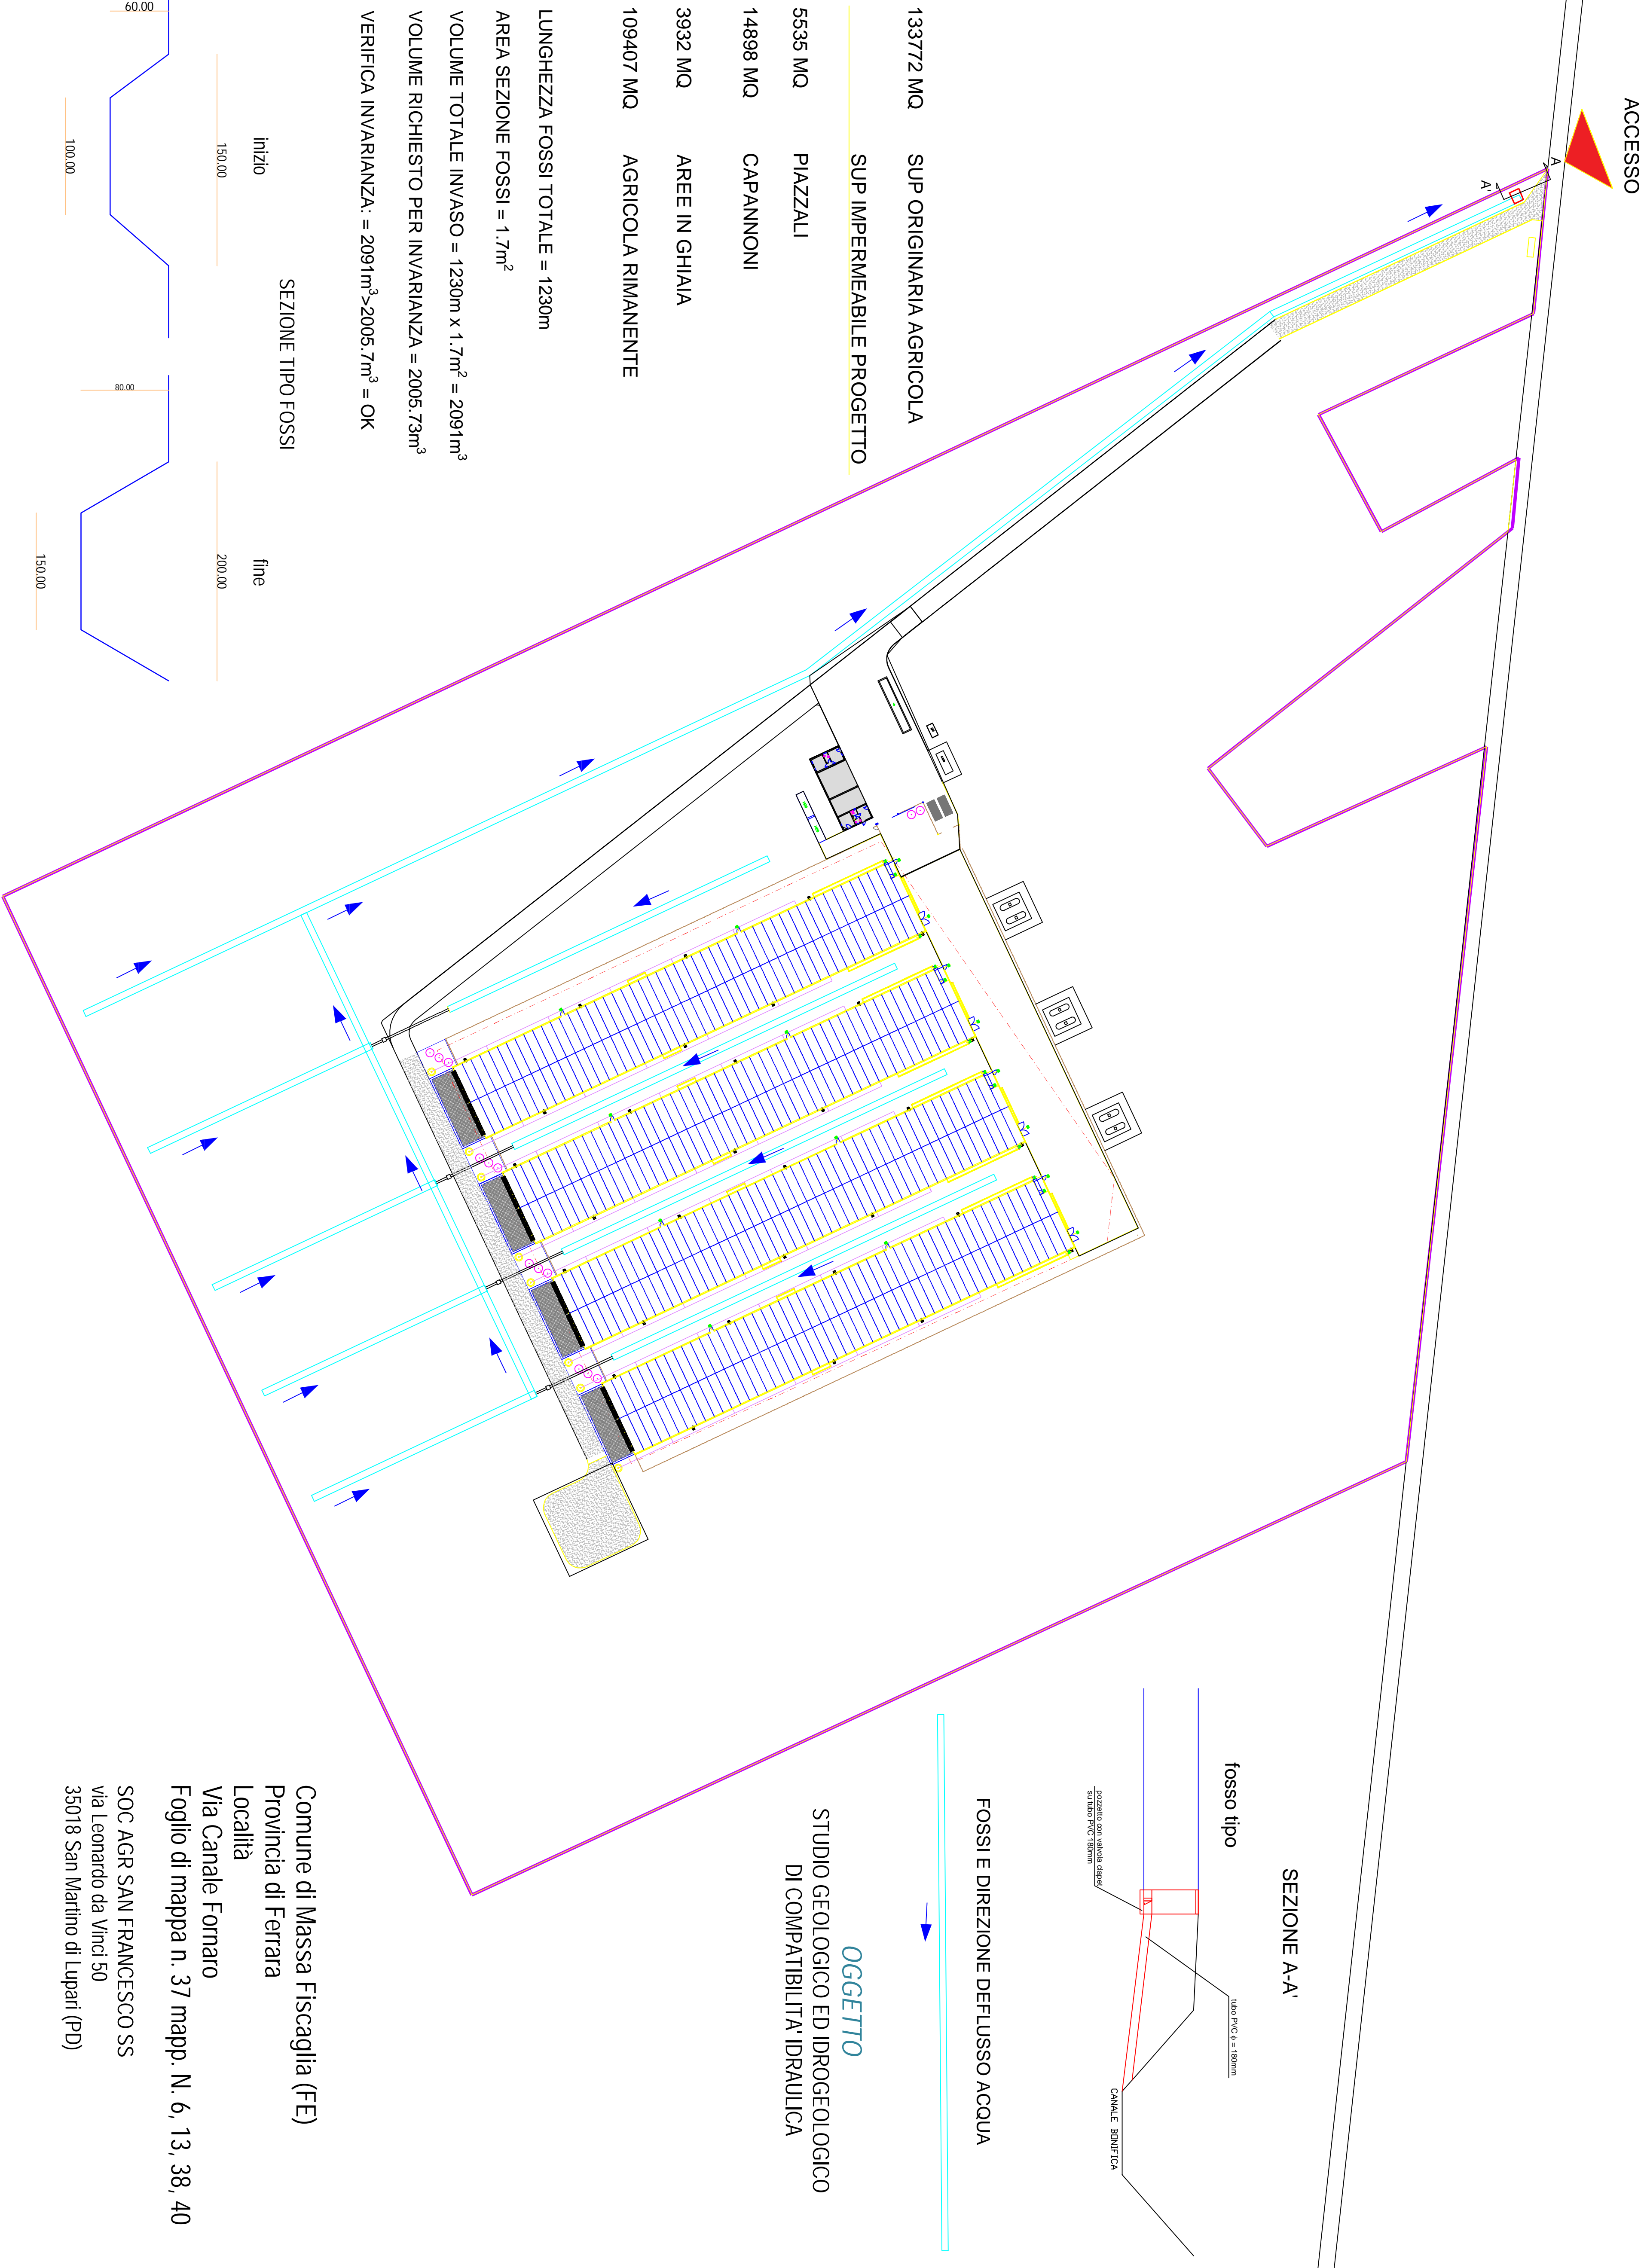 ACCESSO
A
A'
133772 MQ SUP ORIGINARIA AGRICOLA
SUP IMPERMEABILE PROGETTO
5535 MQ PIAZZALI
14898 MQ CAPANNONI
3932 MQ AREE IN GHIAIA
109407 MQ AGRICOLA RIMANENTE
LUNGHEZZA FOSSI TOTALE = 1230m
AREA SEZIONE FOSSI = 1.7m²
VOLUME TOTALE INVASO = 1230m x 1.7m² = 2091m³
VOLUME RICHIESTO PER INVARIANZA = 2005.73m³
VERIFICA INVARIANZA: = 2091m³>2005.7m³ = OK
SEZIONE TIPO FOSSI
inizio
150.00
60.00
100.00
fine
200.00
80.00
150.00
SEZIONE A-A'
fosso tipo
tubo PVC ϕ = 180mm
pozzetto con valvola clapet
su tubo PVC 180mm
CANALE BONIFICA
FOSSI E DIREZIONE DEFLUSSO ACQUA
OGGETTO
STUDIO GEOLOGICO ED IDROGEOLOGICO
DI COMPATIBILITA' IDRAULICA
Comune di Massa Fiscaglia (FE)
Provincia di Ferrara
Località
Via Canale Fornaro
Foglio di mappa n. 37 mapp. N. 6, 13, 38, 40
SOC AGR SAN FRANCESCO SS
via Leonardo da Vinci 50
35018 San Martino di Lupari (PD)